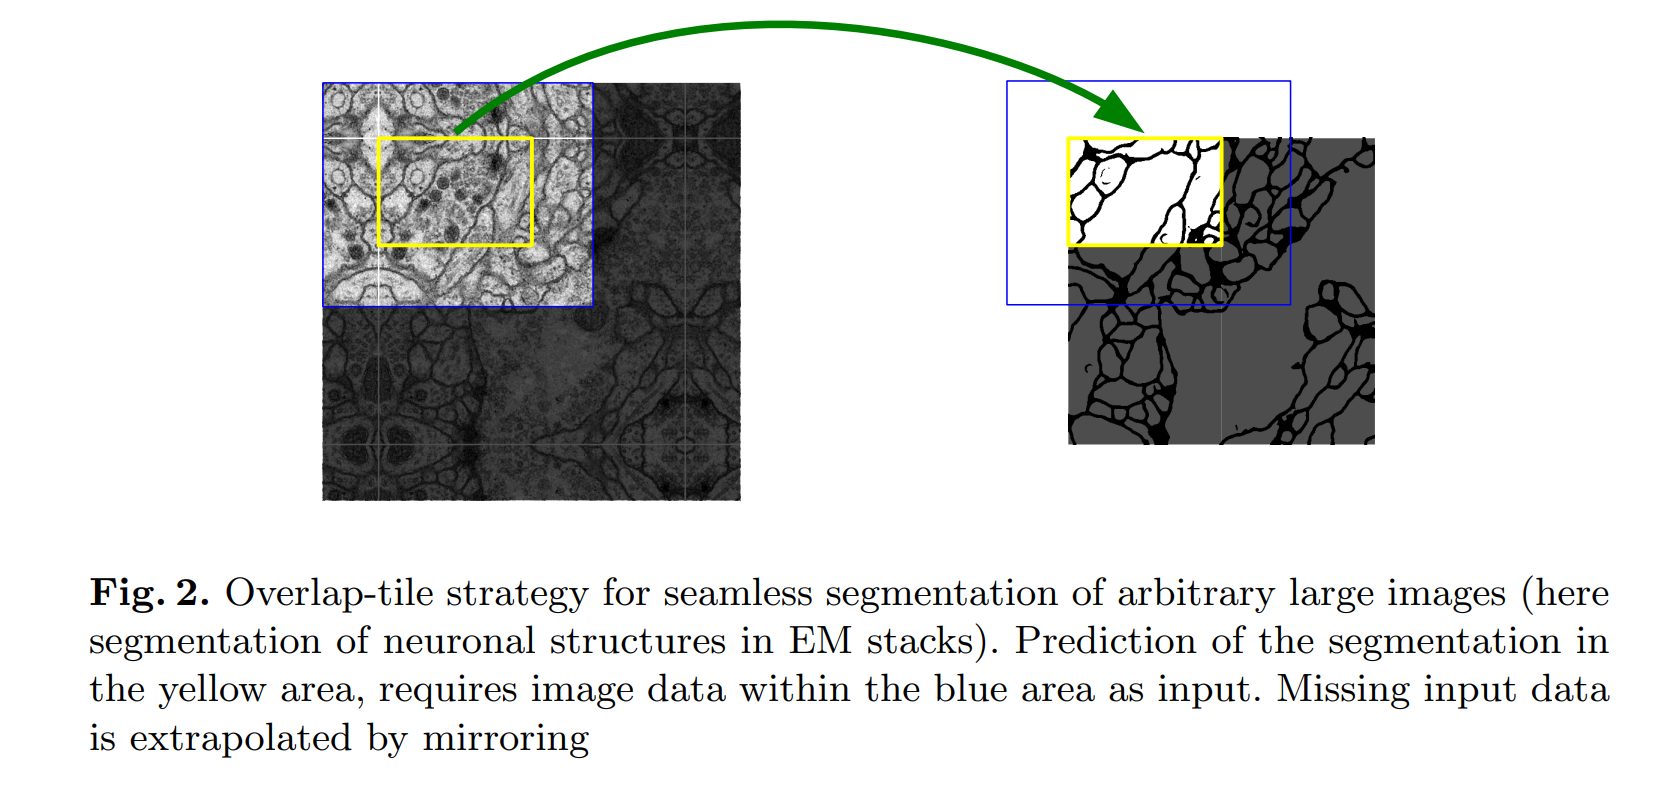 Fig. 2. Overlap-tile strategy for seamless segmentation of arbitrary large images (here
segmentation of neuronal structures in EM stacks). Prediction of the segmentation in
the yellow area, requires image data within the blue area as input. Missing input data
is extrapolated by mirroring